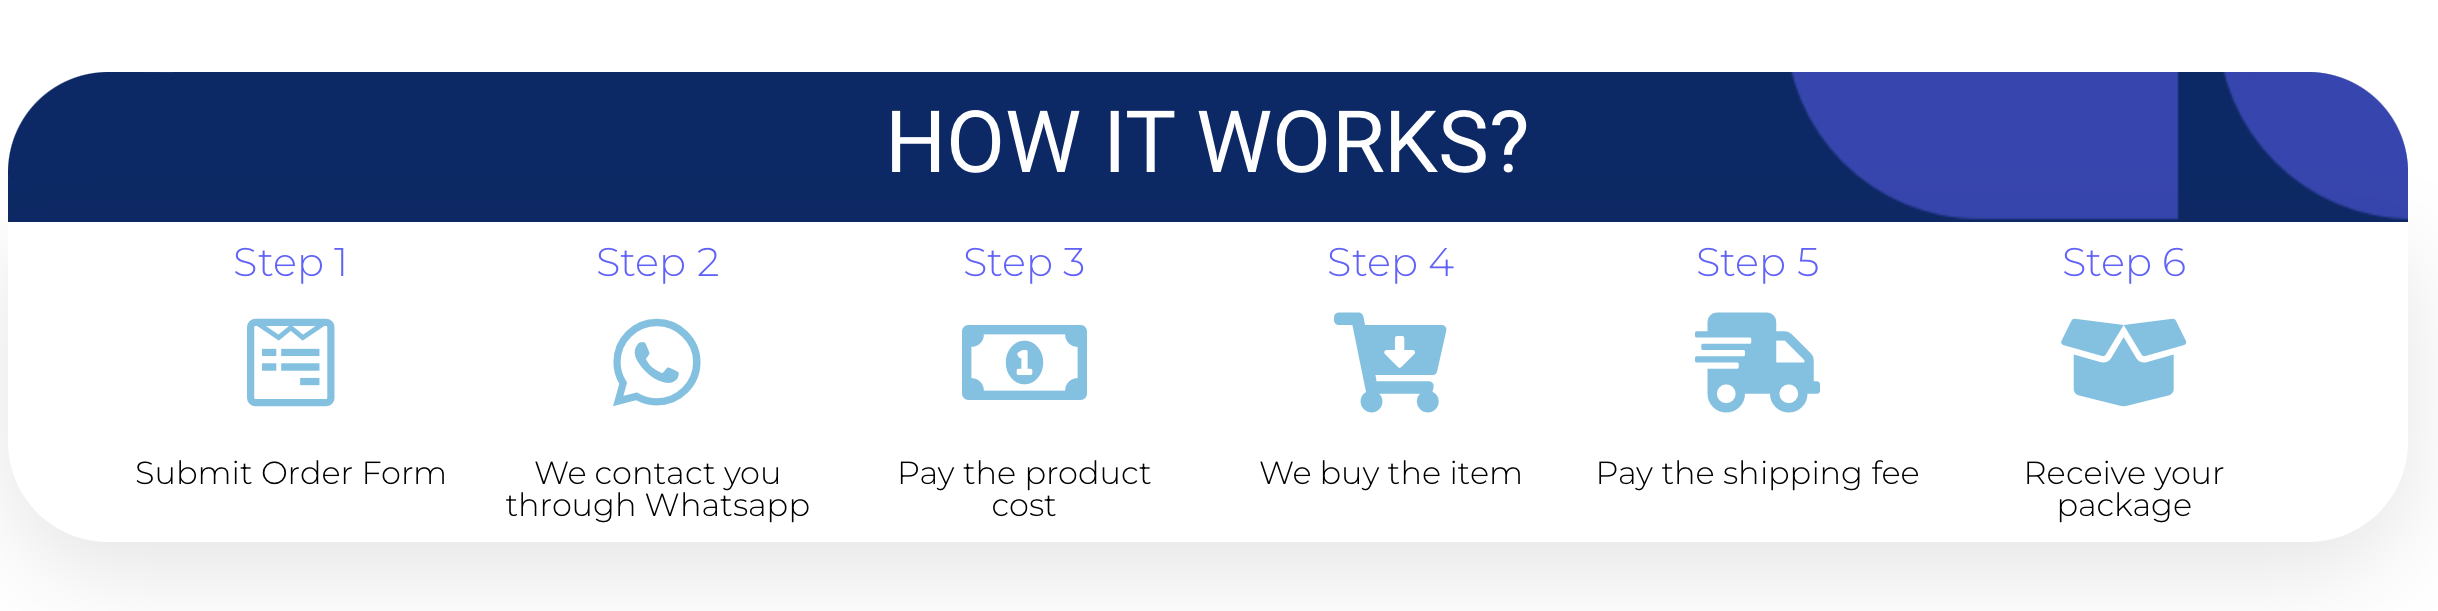 HOW IT WORKS?
Step 1
Submit Order Form
Step 2
We contact you
through Whatsapp
Step 3
1
Pay the product
cost
Step 4
We buy the item
Step 5
Pay the shipping fee
Step 6
Receive your
package